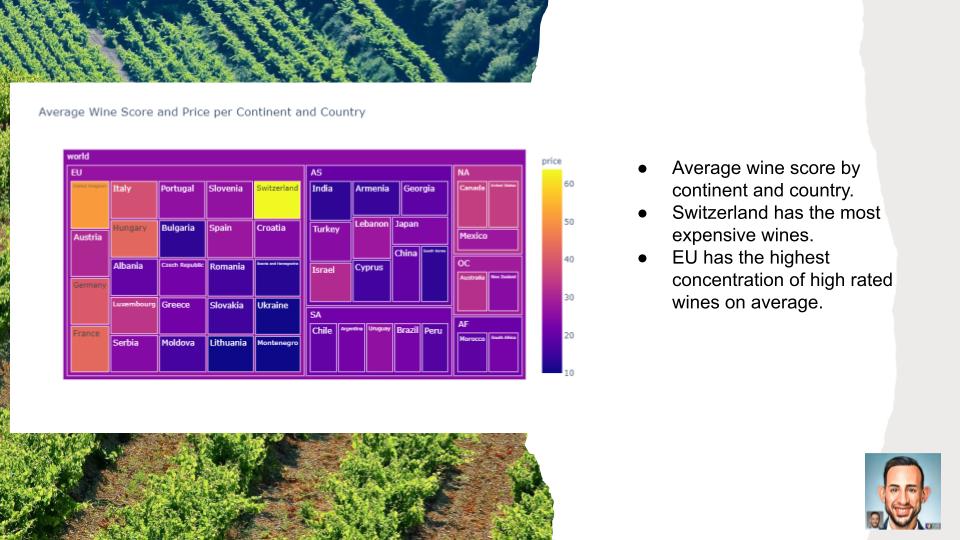 Average Wine Score and Price per Continent and Country
world
EU
United Kingdom
Italy
Portugal
Slovenia
Switzerland
Austria
Hungary
Bulgaria
Spain
Croatia
Germany
Albania
Czech Republic
Romania
Bosnia and Herzegovina
Luxembourg
Greece
Slovakia
Ukraine
France
Serbia
Moldova
Lithuania
Montenegro
AS
India
Armenia
Georgia
Turkey
Lebanon
Japan
Israel
Cyprus
China
South Korea
SA
Chile
Argentina
Uruguay
Brazil
Peru
NA
Canada
United States
Mexico
OC
Australia
New Zealand
AF
Morocco
South Africa
price
60
50
40
30
20
10
● Average wine score by
continent and country.
● Switzerland has the most
expensive wines.
● EU has the highest
concentration of high rated
wines on average.